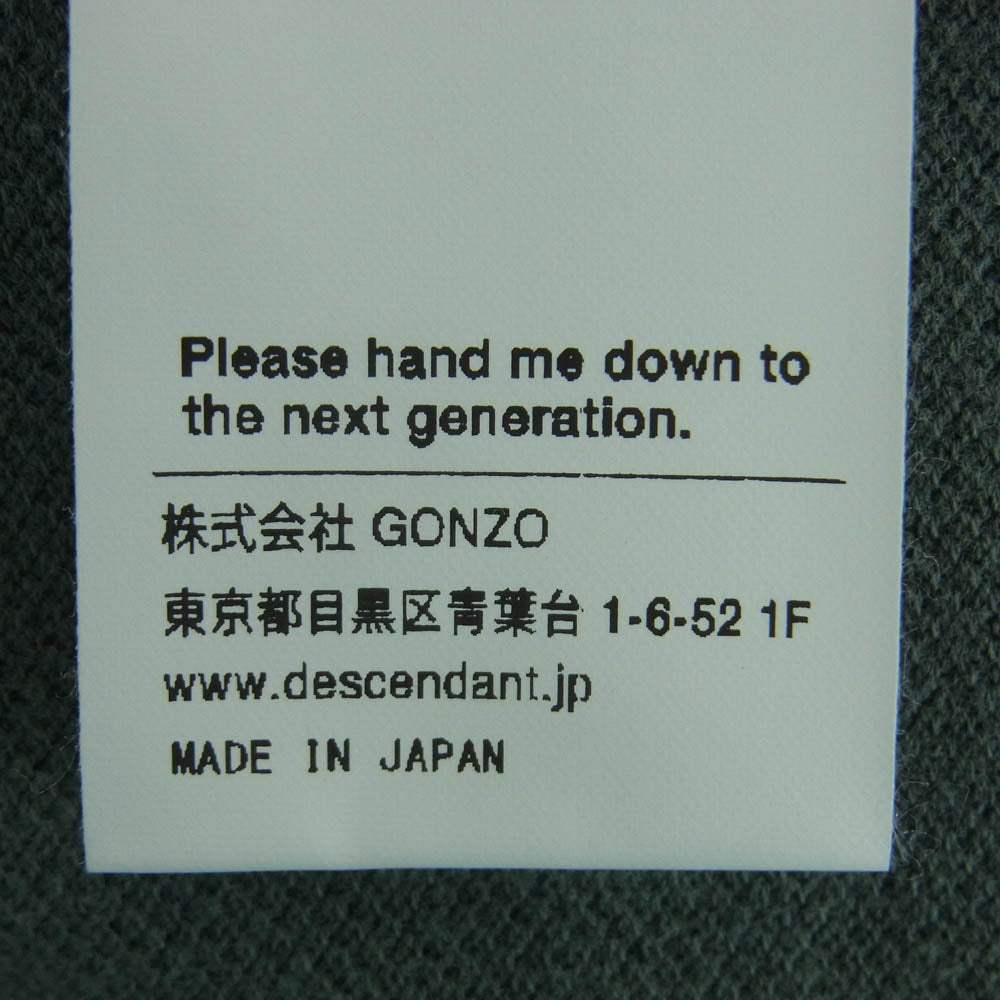 Please hand me down to
the next generation.
株式会社 GONZO
東京都目黒区青葉台 1-6-52 1F
www.descendant.jp
MADE IN JAPAN